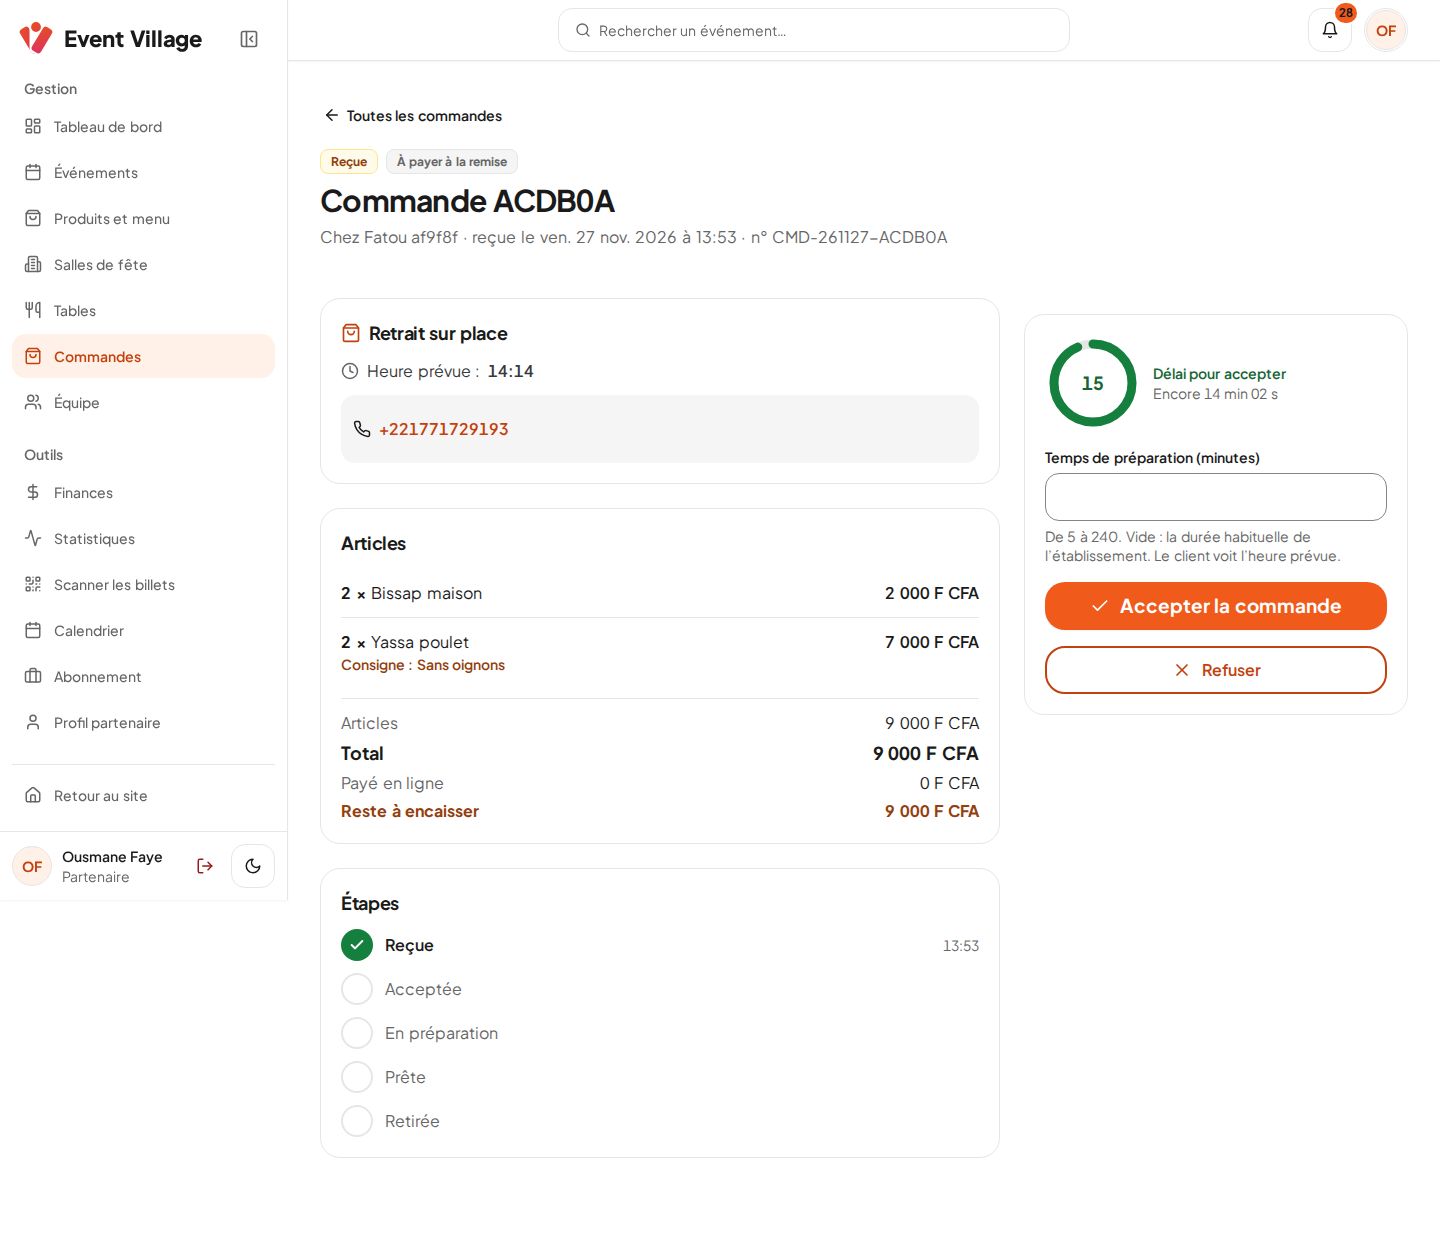 Event Village
Gestion
Tableau de bord
Événements
Produits et menu
Salles de fête
Tables
Commandes
Équipe
Outils
Finances
Statistiques
Scanner les billets
Calendrier
Abonnement
Profil partenaire
Retour au site
OF
Ousmane Faye
Partenaire
Rechercher un événement…
28
OF
Toutes les commandes
Reçue
À payer à la remise
Commande ACDB0A
Chez Fatou af9f8f · reçue le ven. 27 nov. 2026 à 13:53 · n° CMD-261127-ACDB0A
Retrait sur place
Heure prévue : 14:14
+221771729193
Articles
2 × Bissap maison 2 000 F CFA
2 × Yassa poulet 7 000 F CFA
Consigne : Sans oignons
Articles 9 000 F CFA
Total 9 000 F CFA
Payé en ligne 0 F CFA
Reste à encaisser 9 000 F CFA
Étapes
Reçue 13:53
Acceptée
En préparation
Prête
Retirée
15
Délai pour accepter
Encore 14 min 02 s
Temps de préparation (minutes)
De 5 à 240. Vide : la durée habituelle de
l'établissement. Le client voit l'heure prévue.
Accepter la commande
Refuser